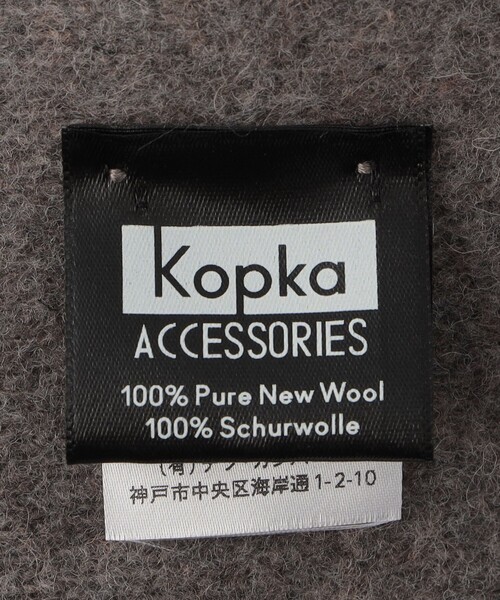 Kopka
ACCESSORIES
100% Pure New Wool
100% Schurwolle
神戸市中央区海岸通1-2-10